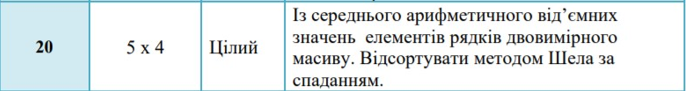 20
5 х 4
Цілий
Із середнього арифметичного від’ємних
значень елементів рядків двовимірного
масиву. Відсортувати методом Шела за
спаданням.